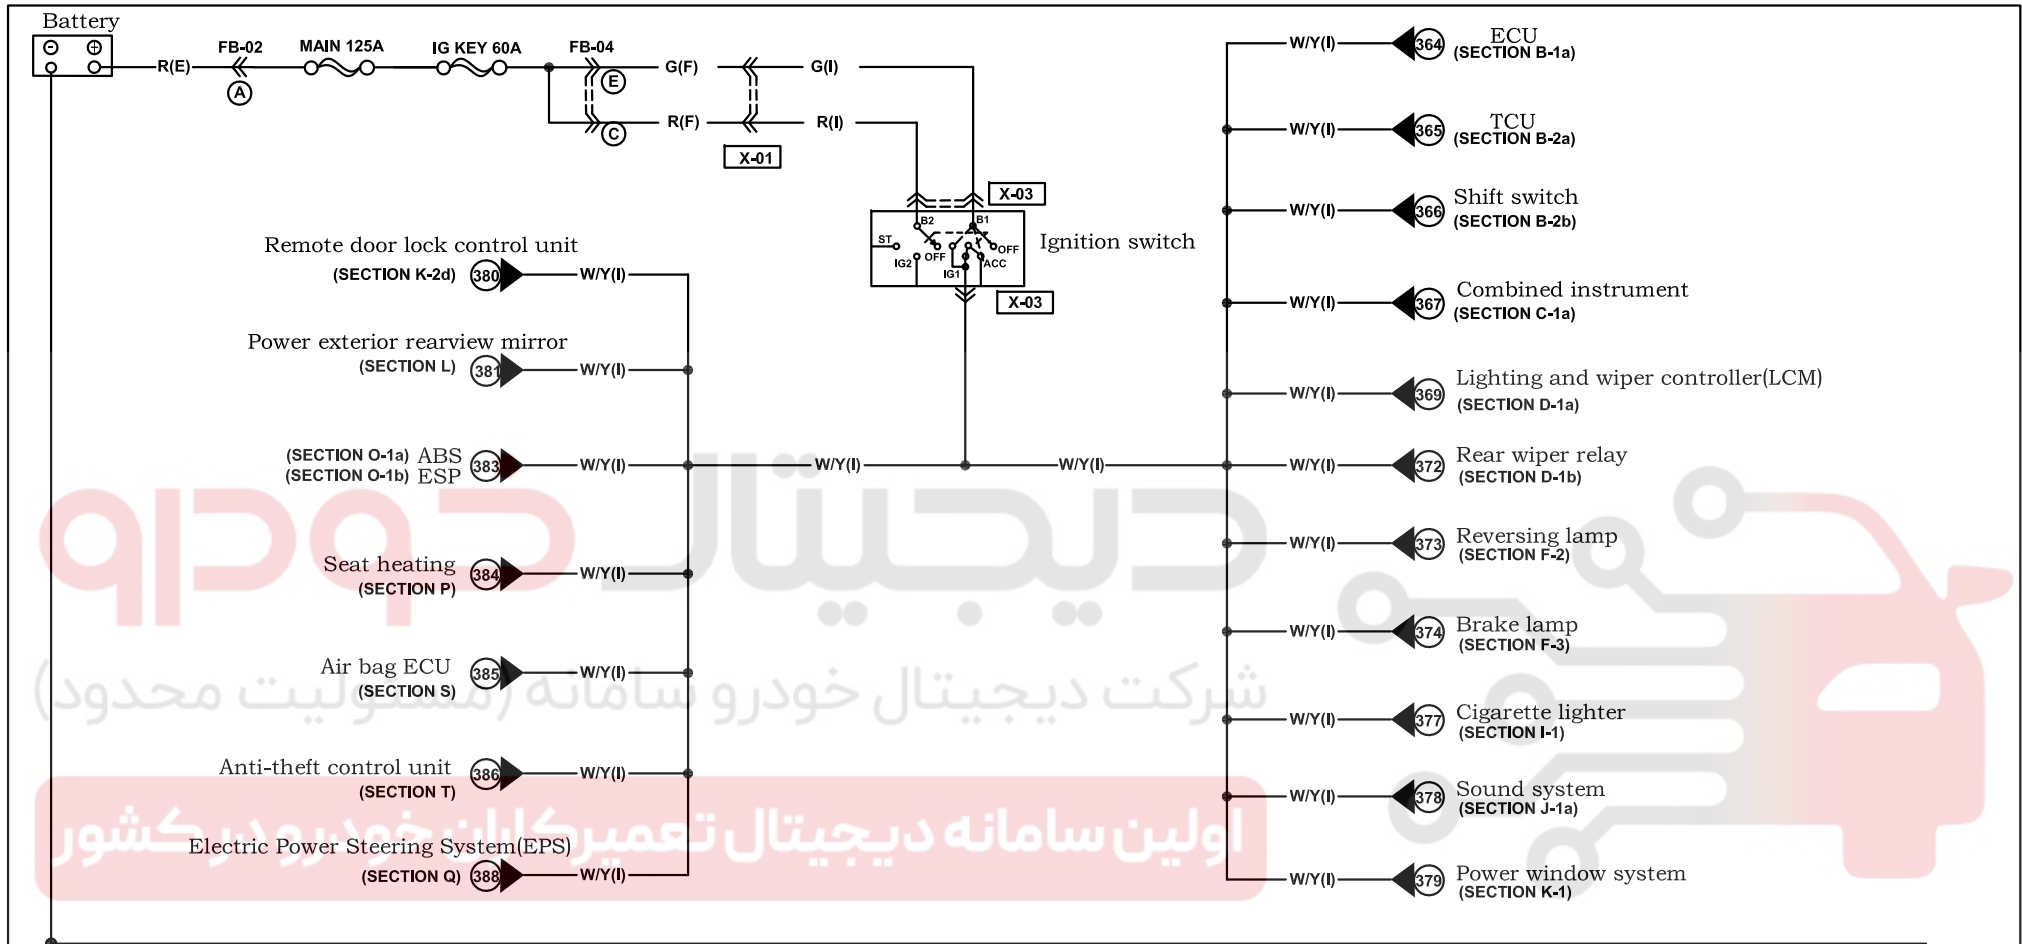 Battery
FB-02
MAIN 125A
IG KEY 60A
FB-04
R(E)
A
E
G(F)
G(I)
C
R(F)
R(I)
X-01
X-03
B2
B1
ST
OFF
OFF
IG2
IG1
ACC
Ignition switch
X-03
Remote door lock control unit
(SECTION K-2d) 380 W/Y(I)
Power exterior rearview mirror
(SECTION L) 381 W/Y(I)
(SECTION O-1a) ABS
(SECTION O-1b) ESP
383 W/Y(I)
W/Y(I)
W/Y(I)
Seat heating
(SECTION P) 384 W/Y(I)
Air bag ECU
(SECTION S) 385 W/Y(I)
Anti-theft control unit
(SECTION T) 386 W/Y(I)
Electric Power Steering System(EPS)
(SECTION Q) 388 W/Y(I)
W/Y(I) 364 ECU
(SECTION B-1a)
W/Y(I) 365 TCU
(SECTION B-2a)
W/Y(I) 366 Shift switch
(SECTION B-2b)
W/Y(I) 367 Combined instrument
(SECTION C-1a)
W/Y(I) 369 Lighting and wiper controller(LCM)
(SECTION D-1a)
W/Y(I) 372 Rear wiper relay
(SECTION D-1b)
W/Y(I) 373 Reversing lamp
(SECTION F-2)
W/Y(I) 374 Brake lamp
(SECTION F-3)
W/Y(I) 377 Cigarette lighter
(SECTION I-1)
W/Y(I) 378 Sound system
(SECTION J-1a)
W/Y(I) 379 Power window system
(SECTION K-1)
دیجیتال خودرو
شرکت دیجیتال خودرو سامانه (مسئولیت محدود)
اولین سامانه دیجیتال تعمیرکاران خودرو در کشور